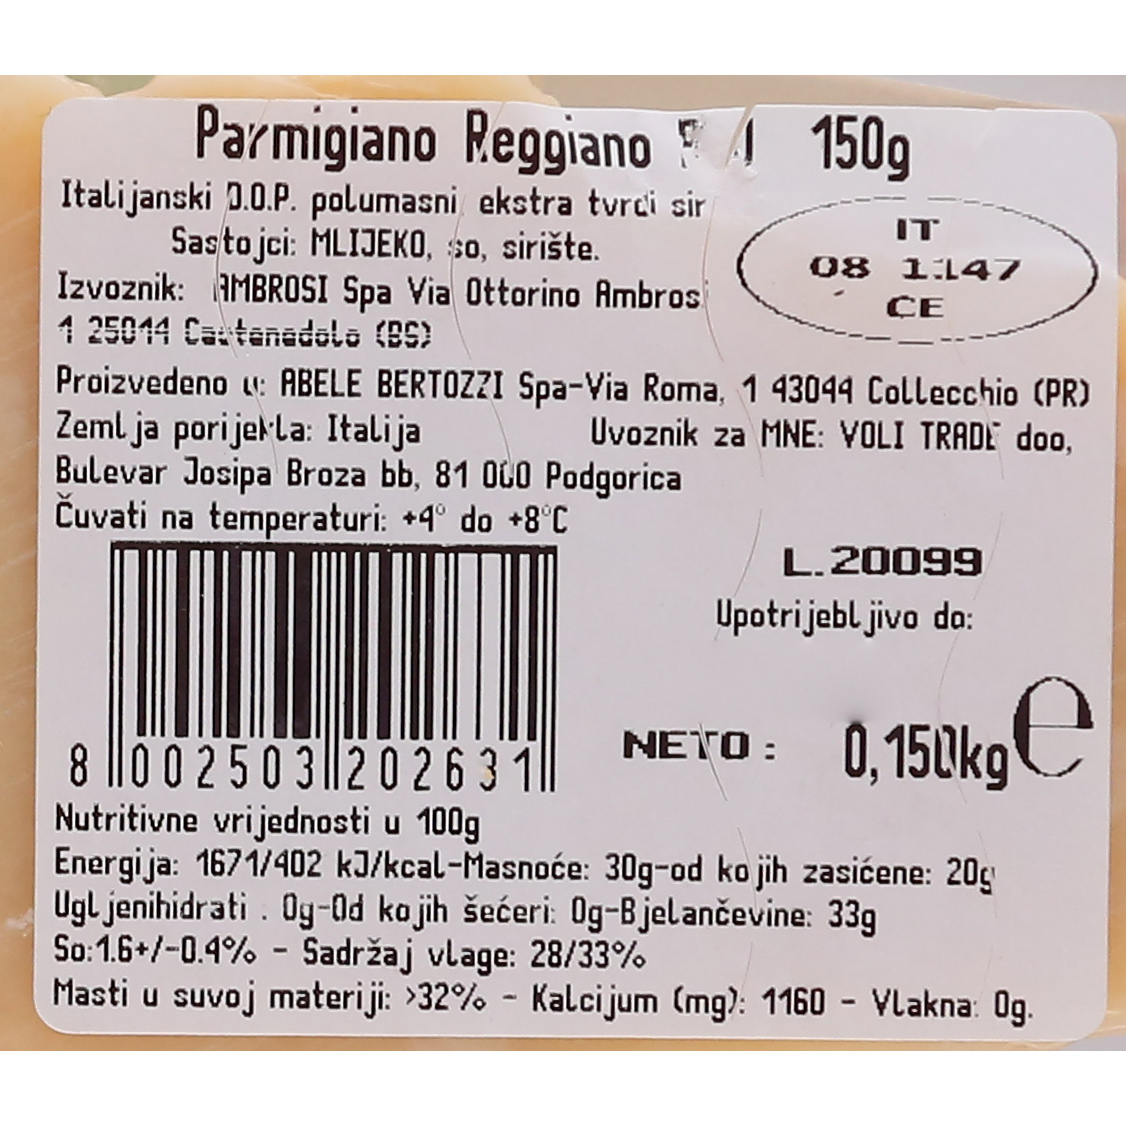 Parmigiano Reggiano 150g
Italijanski D.O.P. polumasni ekstra tvrdi sir
Sastojci: MLIJEKO, so, sirište.
IT
08 1147
CE
Izvoznik: AMBROSI Spa Via Ottorino Ambrosi
1 25014 Castenedolo (BS)
Proizvedeno u: ABELE BERTOZZI Spa-Via Roma, 1 43044 Collecchio (PR)
Zemlja porijekla: Italija Uvoznik za MNE: VOLI TRADE doo,
Bulevar Josipa Broza bb, 81 000 Podgorica
Čuvati na temperaturi: +4° do +8°C
L.20099
Upotrijebljivo do:
NETO : 0,150kg e
8 002503 202631
Nutritivne vrijednosti u 100g
Energija: 1671/402 kJ/kcal-Masnoće: 30g-od kojih zasićene: 20g
Ugljenihidrati : 0g-Od kojih šećeri: 0g-Bjelančevine: 33g
So:1.6+/-0.4% - Sadržaj vlage: 28/33%
Masti u suvoj materiji: >32% - Kalcijum (mg): 1160 - Vlakna: 0g.